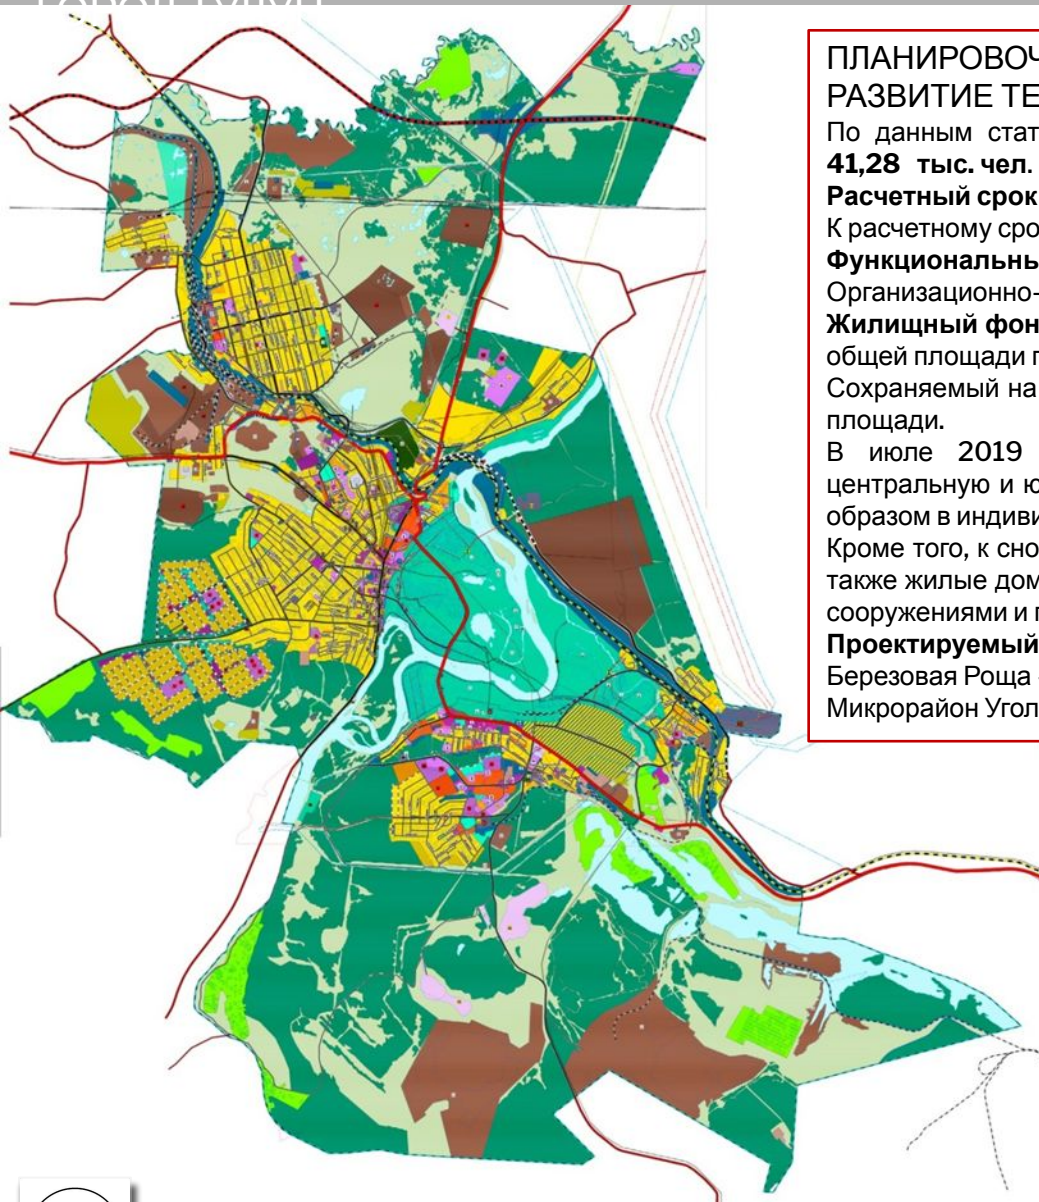 город Тулун
ПЛАНИРОВОЧ
РАЗВИТИЕ ТЕ
По данным стат
41,28 тыс. чел.
Расчетный срок
К расчетному сро
Функциональны
Организационно-
Жилищный фон
общей площади п
Сохраняемый на
площади.
В июле 2019
центральную и ю
образом в индиви
Кроме того, к сно
также жилые дом
сооружениями и п
Проектируемый
Березовая Роща
Микрорайон Угол